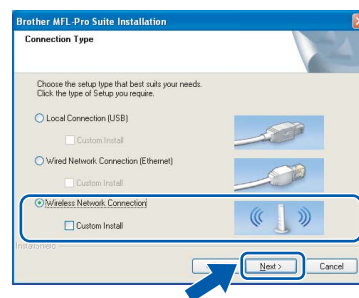 Brother MFL-Pro Suite Installation
Connection Type
Choose the setup type that best suits your needs.
Click the type of Setup you require.
Local Connection (USB)
Custom Install
Wired Network Connection (Ethernet)
Custom Install
Wireless Network Connection
Custom Install
Next >
Cancel